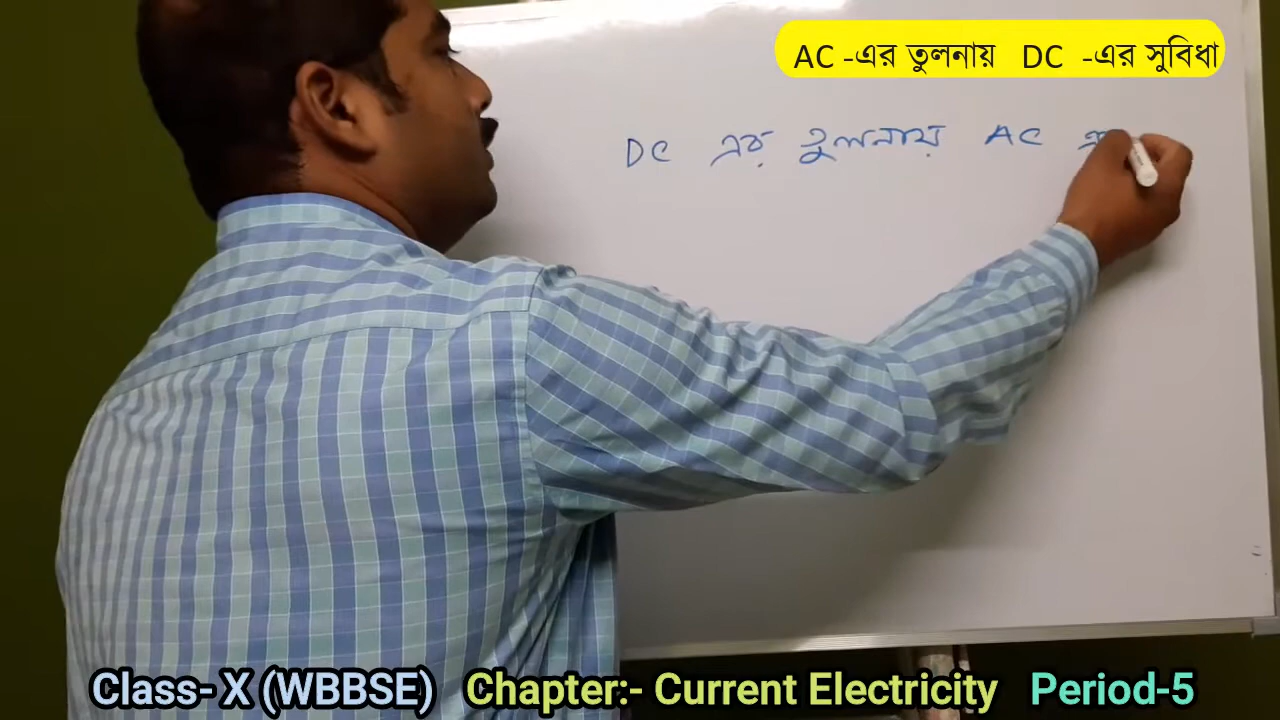 AC -এর তুলনায় DC -এর সুবিধা
DC এর তুলনায় AC
Class- X (WBBSE) Chapter:- Current Electricity Period-5